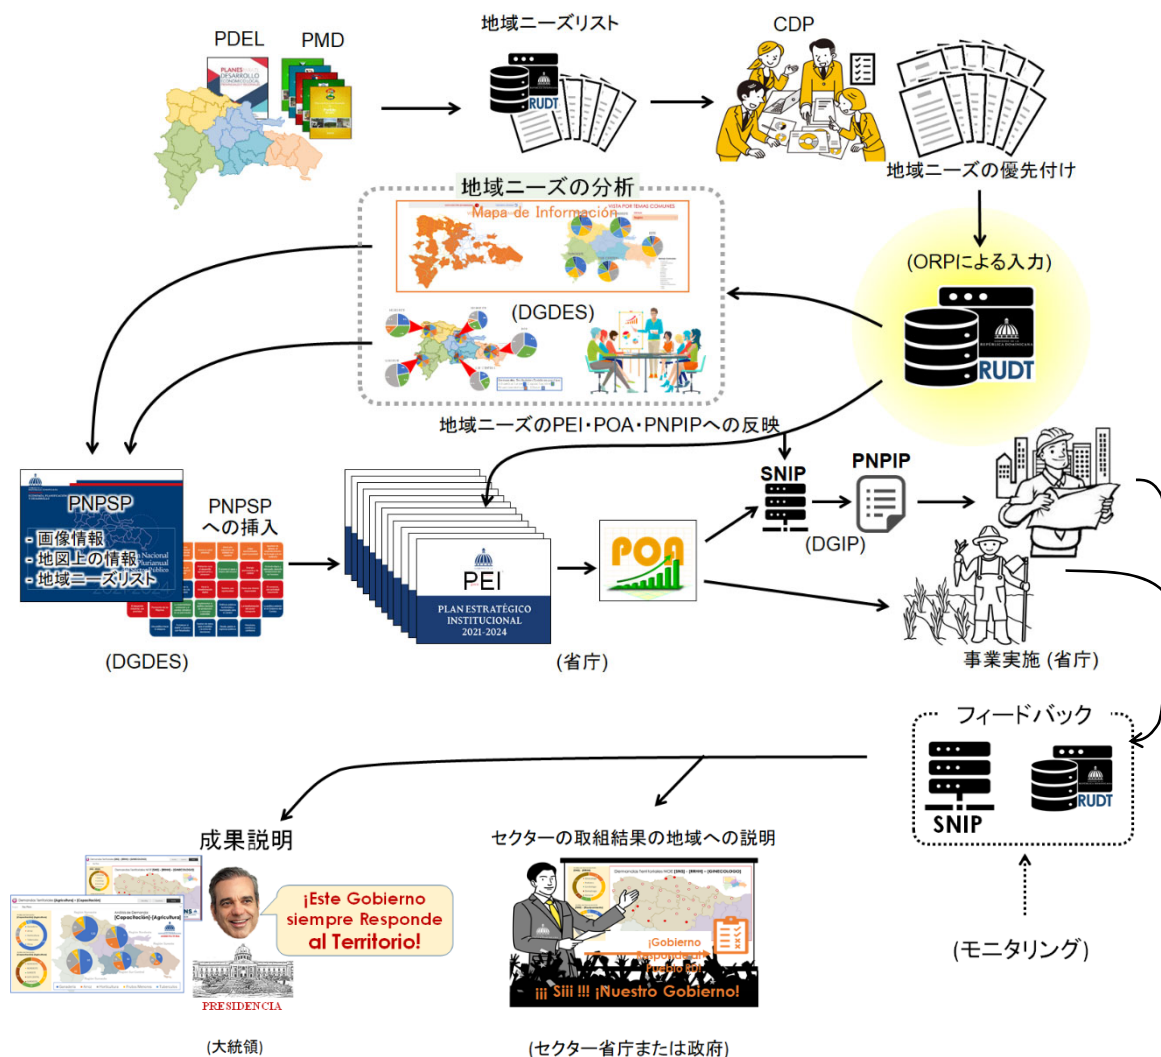 PDEL
PMD
地域ニーズリスト
CDP
PLANES
DESARROLLO
RUDT
地域ニーズの優先付け
地域ニーズの分析
Mapa de Información
VISTA POR TEMAS COMUNES
(DGDES)
(ORPによる入力)
REPÚBLICA DOMINICANA
RUDT
地域ニーズのPEI・POA・PNPIPへの反映
SNIP
PNPIP
(DGIP)
PNPSP
- 画像情報
- 地図上の情報
- 地域ニーズリスト
PNPSP
への挿入
(DGDES)
PEI
PLAN ESTRATÉGICO
INSTITUCIONAL
2021-2024
(省庁)
POA
事業実施 (省庁)
フィードバック
SNIP
RUDT
(モニタリング)
成果説明
¡Este Gobierno
siempre Responde
al Territorio!
PRESIDENCIA
(大統領)
セクターの取組結果の地域への説明
¡Gobierno
¡¡¡ Siii !!! ¡Nuestro Gobierno!
(セクター省庁または政府)